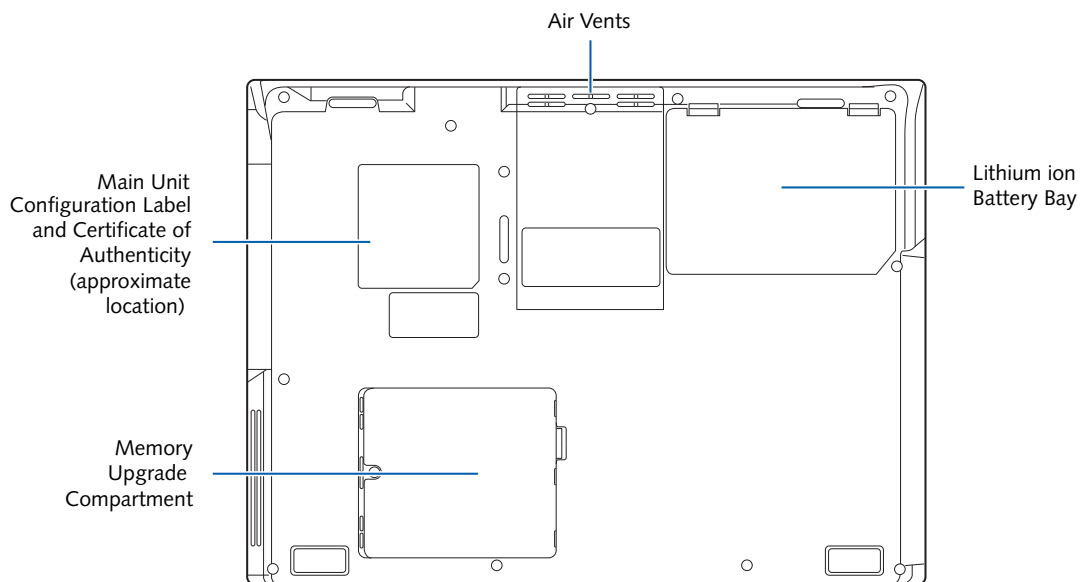 Air Vents
Main Unit
Configuration Label
and Certificate of
Authenticity
(approximate
location)
Lithium ion
Battery Bay
Memory
Upgrade
Compartment